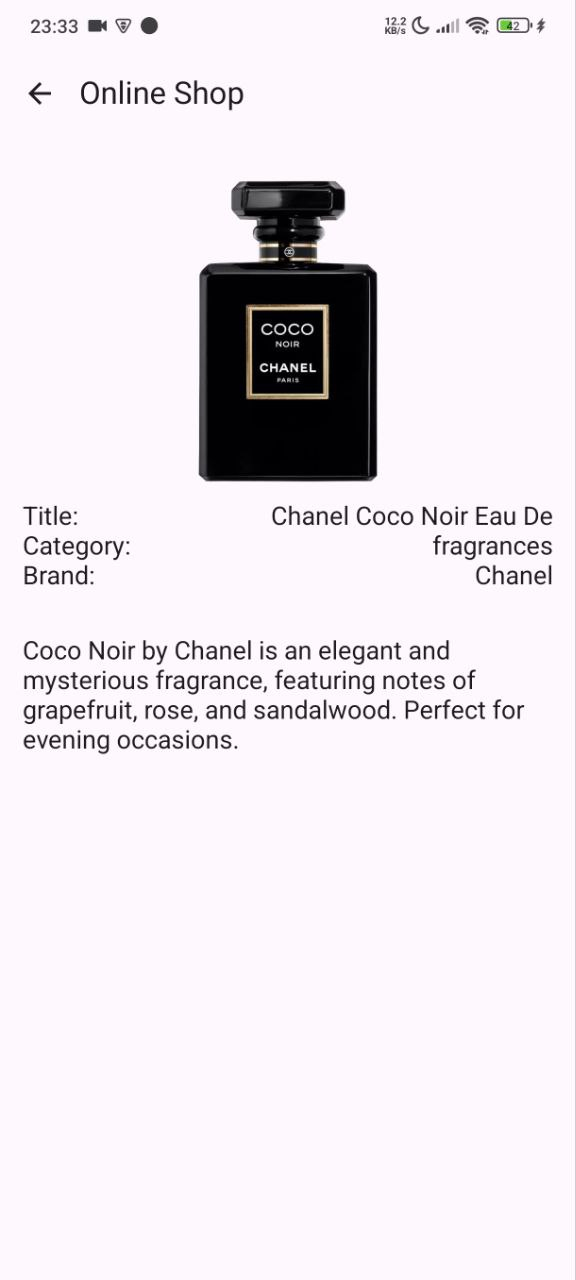 23:33
12.2
KB/s
42
Online Shop
COCO
NOIR
CHANEL
PARIS
Title: Chanel Coco Noir Eau De
Category: fragrances
Brand: Chanel
Coco Noir by Chanel is an elegant and
mysterious fragrance, featuring notes of
grapefruit, rose, and sandalwood. Perfect for
evening occasions.